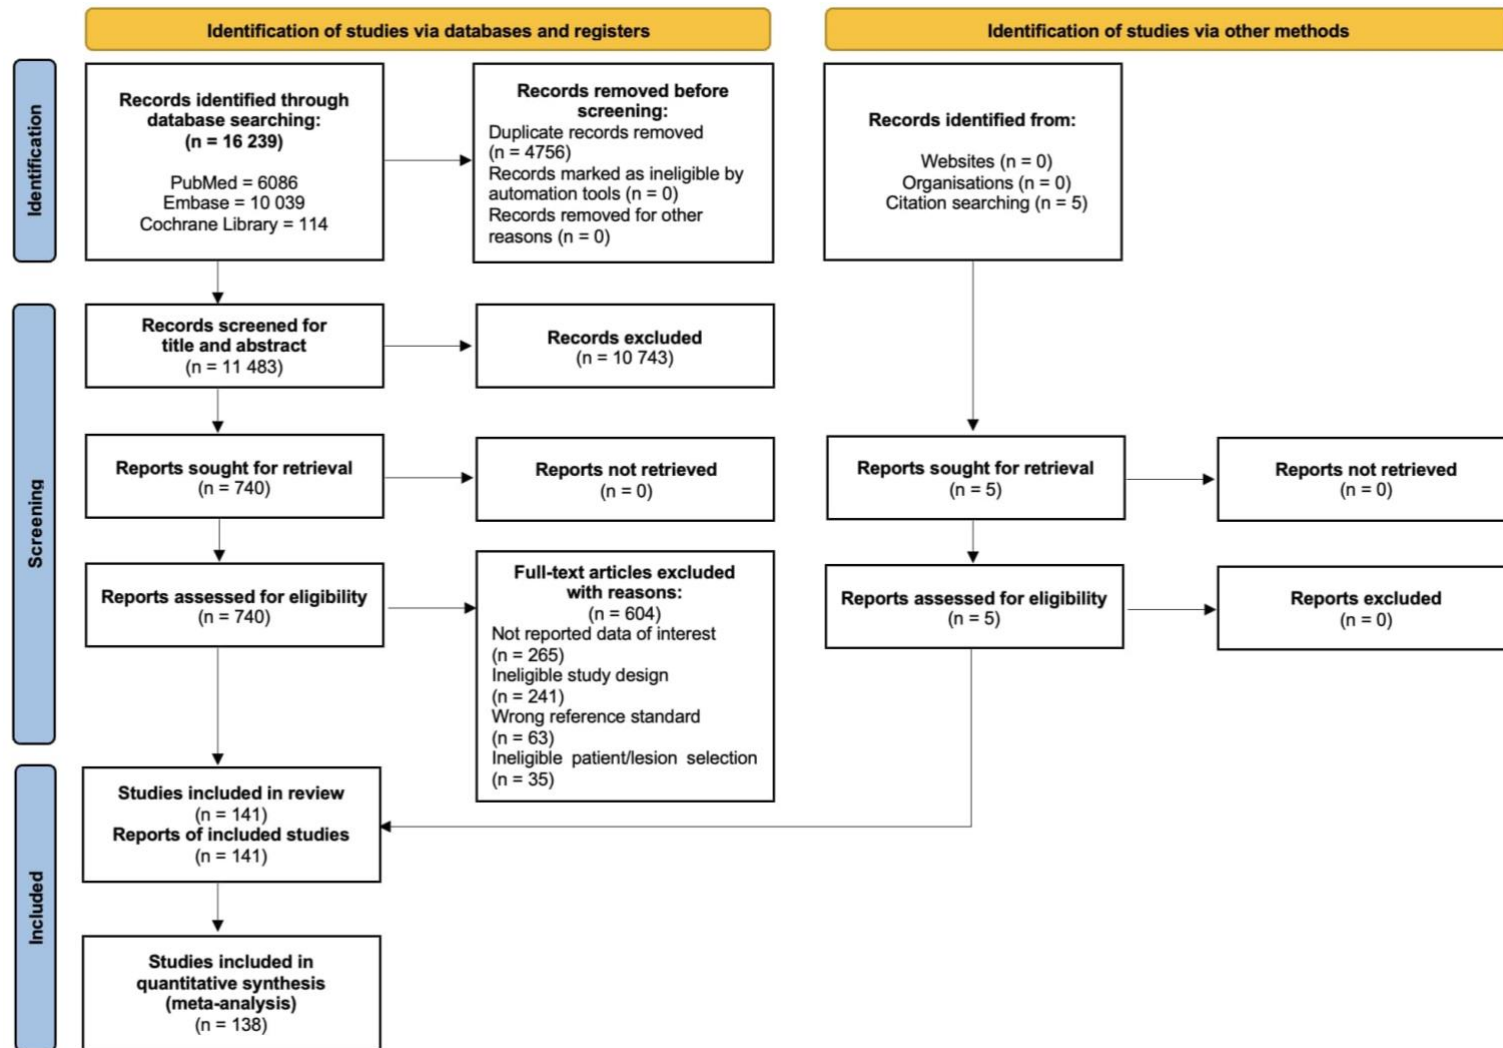 Identification of studies via databases and registers
Identification of studies via other methods
Identification
Records identified through
database searching:
(n = 16 239)
PubMed = 6086
Embase = 10 039
Cochrane Library = 114
Records removed before
screening:
Duplicate records removed
(n = 4756)
Records marked as ineligible by
automation tools (n = 0)
Records removed for other
reasons (n = 0)
Records identified from:
Websites (n = 0)
Organisations (n = 0)
Citation searching (n = 5)
Screening
Records screened for
title and abstract
(n = 11 483)
Records excluded
(n = 10 743)
Reports sought for retrieval
(n = 740)
Reports not retrieved
(n = 0)
Reports sought for retrieval
(n = 5)
Reports not retrieved
(n = 0)
Reports assessed for eligibility
(n = 740)
Full-text articles excluded
with reasons:
(n = 604)
Not reported data of interest
(n = 265)
Ineligible study design
(n = 241)
Wrong reference standard
(n = 63)
Ineligible patient/lesion selection
(n = 35)
Reports assessed for eligibility
(n = 5)
Reports excluded
(n = 0)
Included
Studies included in review
(n = 141)
Reports of included studies
(n = 141)
Studies included in
quantitative synthesis
(meta-analysis)
(n = 138)